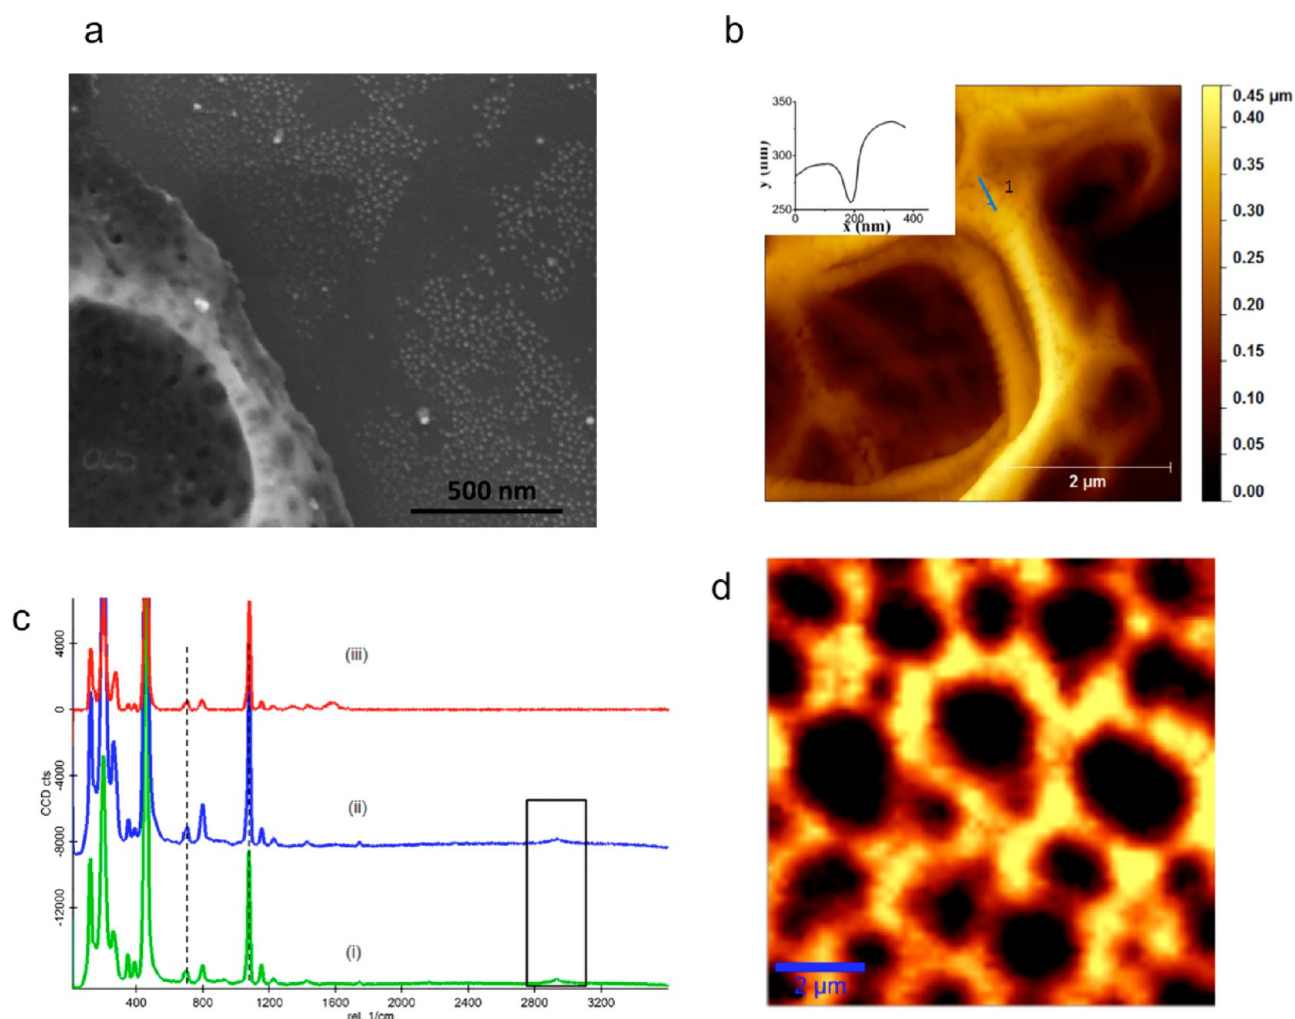 a
b
500 nm
350
300
250
y (nm)
0
200
400
x (nm)
1
2 µm
0.45 µm
0.40
0.35
0.30
0.25
0.20
0.15
0.10
0.05
0.00
c
d
4000
0
-4000
-8000
-12000
CCD cts
(iii)
(ii)
(i)
400
800
1200
1600
2000
2400
2800
3200
rel. 1/cm
2 µm